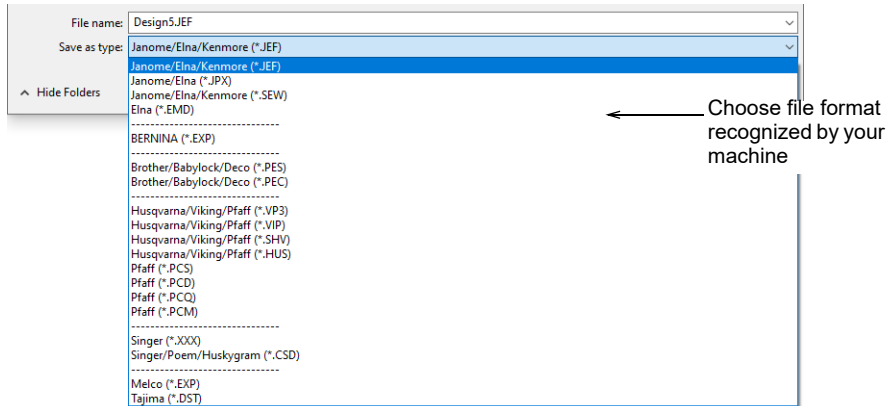 File name: Design5.JEF
Save as type: Janome/Elna/Kenmore (*.JEF)
Janome/Elna/Kenmore (*.JEF)
Janome/Elna (*.JPX)
Janome/Elna/Kenmore (*.SEW)
Elna (*.EMD)
-------------------------------
BERNINA (*.EXP)
-------------------------------
Brother/Babylock/Deco (*.PES)
Brother/Babylock/Deco (*.PEC)
-------------------------------
Husqvarna/Viking/Pfaff (*.VP3)
Husqvarna/Viking/Pfaff (*.VIP)
Husqvarna/Viking/Pfaff (*.SHV)
Husqvarna/Viking/Pfaff (*.HUS)
Pfaff (*.PCS)
Pfaff (*.PCD)
Pfaff (*.PCQ)
Pfaff (*.PCM)
-------------------------------
Singer (*.XXX)
Singer/Poem/Huskygram (*.CSD)
-------------------------------
Melco (*.EXP)
Tajima (*.DST)
Hide Folders
Choose file format
recognized by your
machine